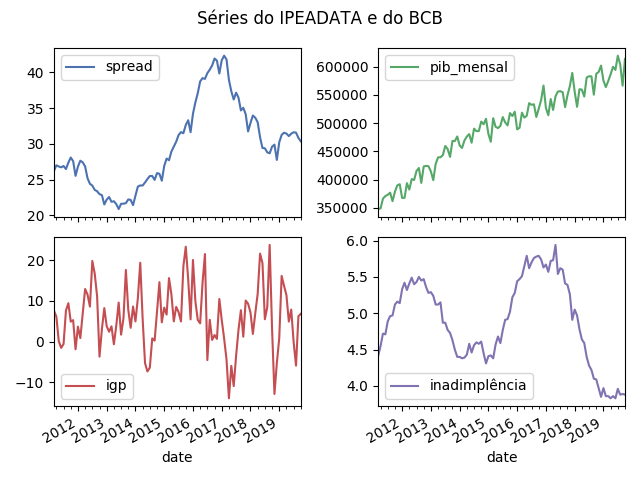 Séries do IPEADATA e do BCB
spread
40
35
30
25
20
pib_mensal
600000
550000
500000
450000
400000
350000
igp
20
10
0
−10
2012 2013 2014 2015 2016 2017 2018 2019
date
inadimplência
6.0
5.5
5.0
4.5
4.0
2012 2013 2014 2015 2016 2017 2018 2019
date